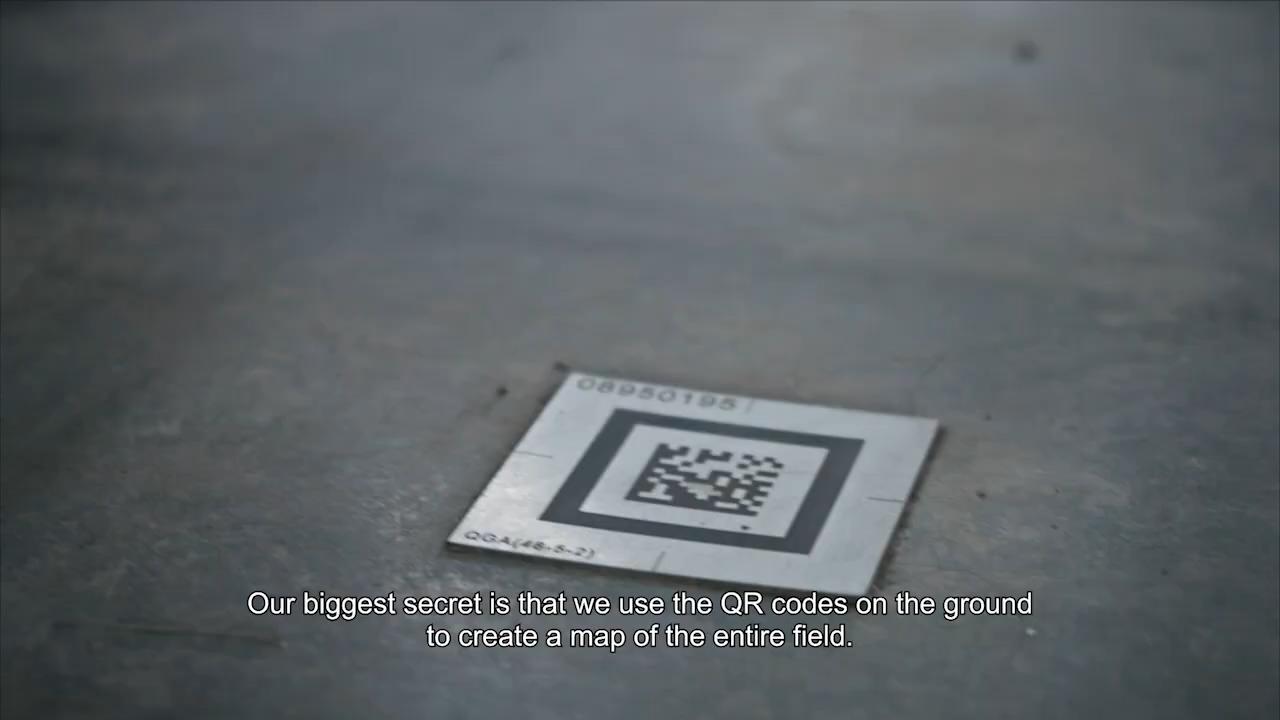 08950195
QGA(48-5-2)
Our biggest secret is that we use the QR codes on the ground
to create a map of the entire field.